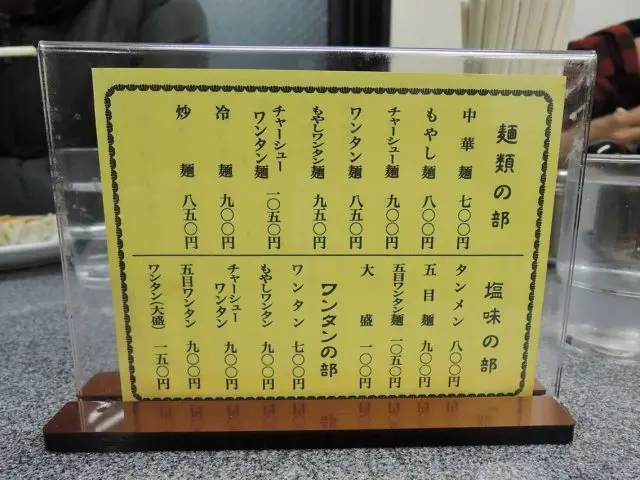 麺類の部
中華麺 七〇〇円
もやし麺 八〇〇円
チャーシュー麺 九〇〇円
ワンタン麺 八五〇円
もやしワンタン麺 九五〇円
チャーシューワンタン麺 一〇五〇円
冷麺 九〇〇円
炒麺 八五〇円
塩味の部
タンメン 八〇〇円
五目麺 九〇〇円
五目ワンタン麺 一〇五〇円
大盛 一〇〇円
ワンタンの部
ワンタン 七〇〇円
もやしワンタン 九〇〇円
チャーシューワンタン 九〇〇円
五目ワンタン 九〇〇円
ワンタン(大盛) 一五〇円